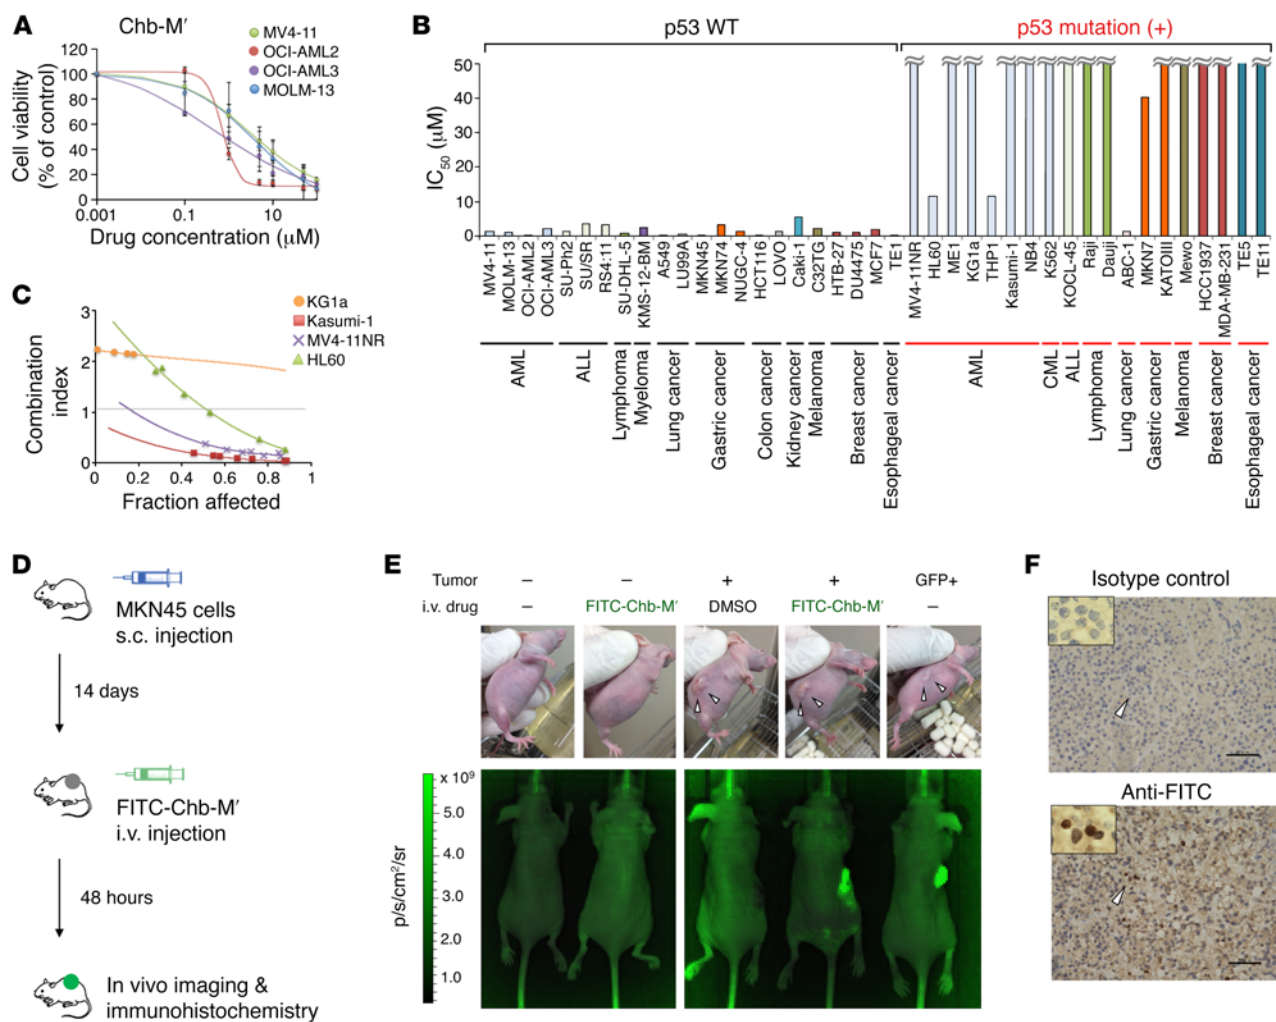 A
Chb-M′
MV4-11
OCI-AML2
OCI-AML3
MOLM-13
120
100
80
60
40
20
0
0.001
0.1
10
Cell viability
(% of control)
Drug concentration (μM)
B
p53 WT
p53 mutation (+)
50
40
30
20
10
0
IC50 (μM)
MV4-11
MOLM-13
OCI-AML2
OCI-AML3
SU-Ph2
SU/SR
RS4:11
SU-DHL-5
KMS-12-BM
A549
LU99A
MKN45
MKN74
NUGC-4
HCT116
LOVO
Caki-1
C32TG
HTB-27
DU4475
MCF7
TE1
MV4-11NR
HL60
ME1
KG1a
THP1
Kasumi-1
NB4
K562
KOCL-45
Raji
Dauji
ABC-1
MKN7
KATOIII
Mewo
HCC1937
MDA-MB-231
TE5
TE11
AML
ALL
Lymphoma
Myeloma
Lung cancer
Gastric cancer
Colon cancer
Kidney cancer
Melanoma
Breast cancer
Esophageal cancer
AML
CML
ALL
Lymphoma
Lung cancer
Gastric cancer
Melanoma
Breast cancer
Esophageal cancer
C
KG1a
Kasumi-1
MV4-11NR
HL60
3
2
1
0
0
0.2
0.4
0.6
0.8
1
Combination
index
Fraction affected
D
MKN45 cells
s.c. injection
14 days
FITC-Chb-M′
i.v. injection
48 hours
In vivo imaging &
immunohistochemistry
E
Tumor – – + + GFP+
i.v. drug – FITC-Chb-M′ DMSO FITC-Chb-M′ –
x 10⁹
5.0
4.0
3.0
2.0
1.0
p/s/cm²/sr
F
Isotype control
Anti-FITC